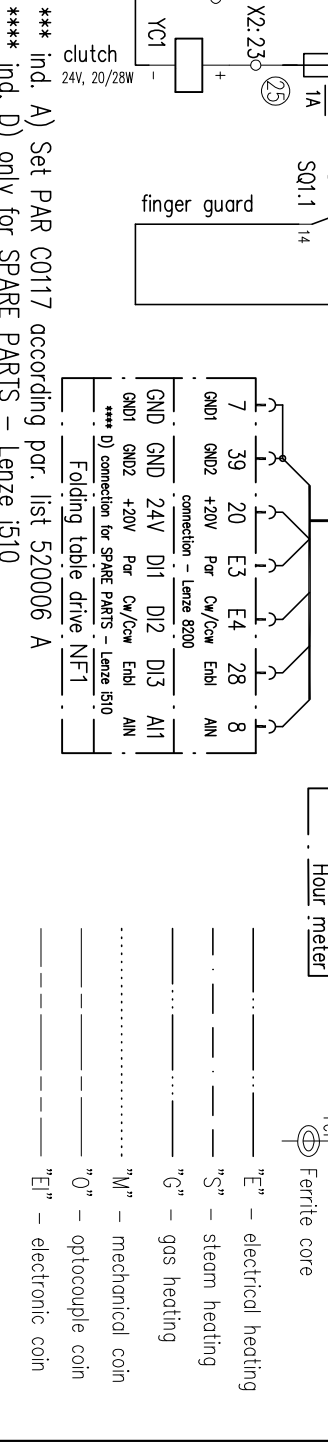 X2: 23
25
1A
YC1
+
-
clutch
24V, 20/28W
SQ1.1
14
finger guard
7 39 20 E3 E4 28 8
GND1 GND2 +20V Par Cw/Ccw Enbl AIN
connection - Lenze 8200
GND GND 24V DI1 DI2 DI3 AI1
GND1 GND2 +20V Par Cw/Ccw Enbl AIN
**** D) connection for SPARE PARTS - Lenze i510
Folding table drive NF1
*** ind. A) Set PAR C0117 according par. list 520006 A
**** ind. D) only for SPARE PARTS - Lenze i510
Hour meter
Ferrite core
"E" - electrical heating
"S" - steam heating
"G" - gas heating
"M" - mechanical coin
"O" - optocouple coin
"El" - electronic coin